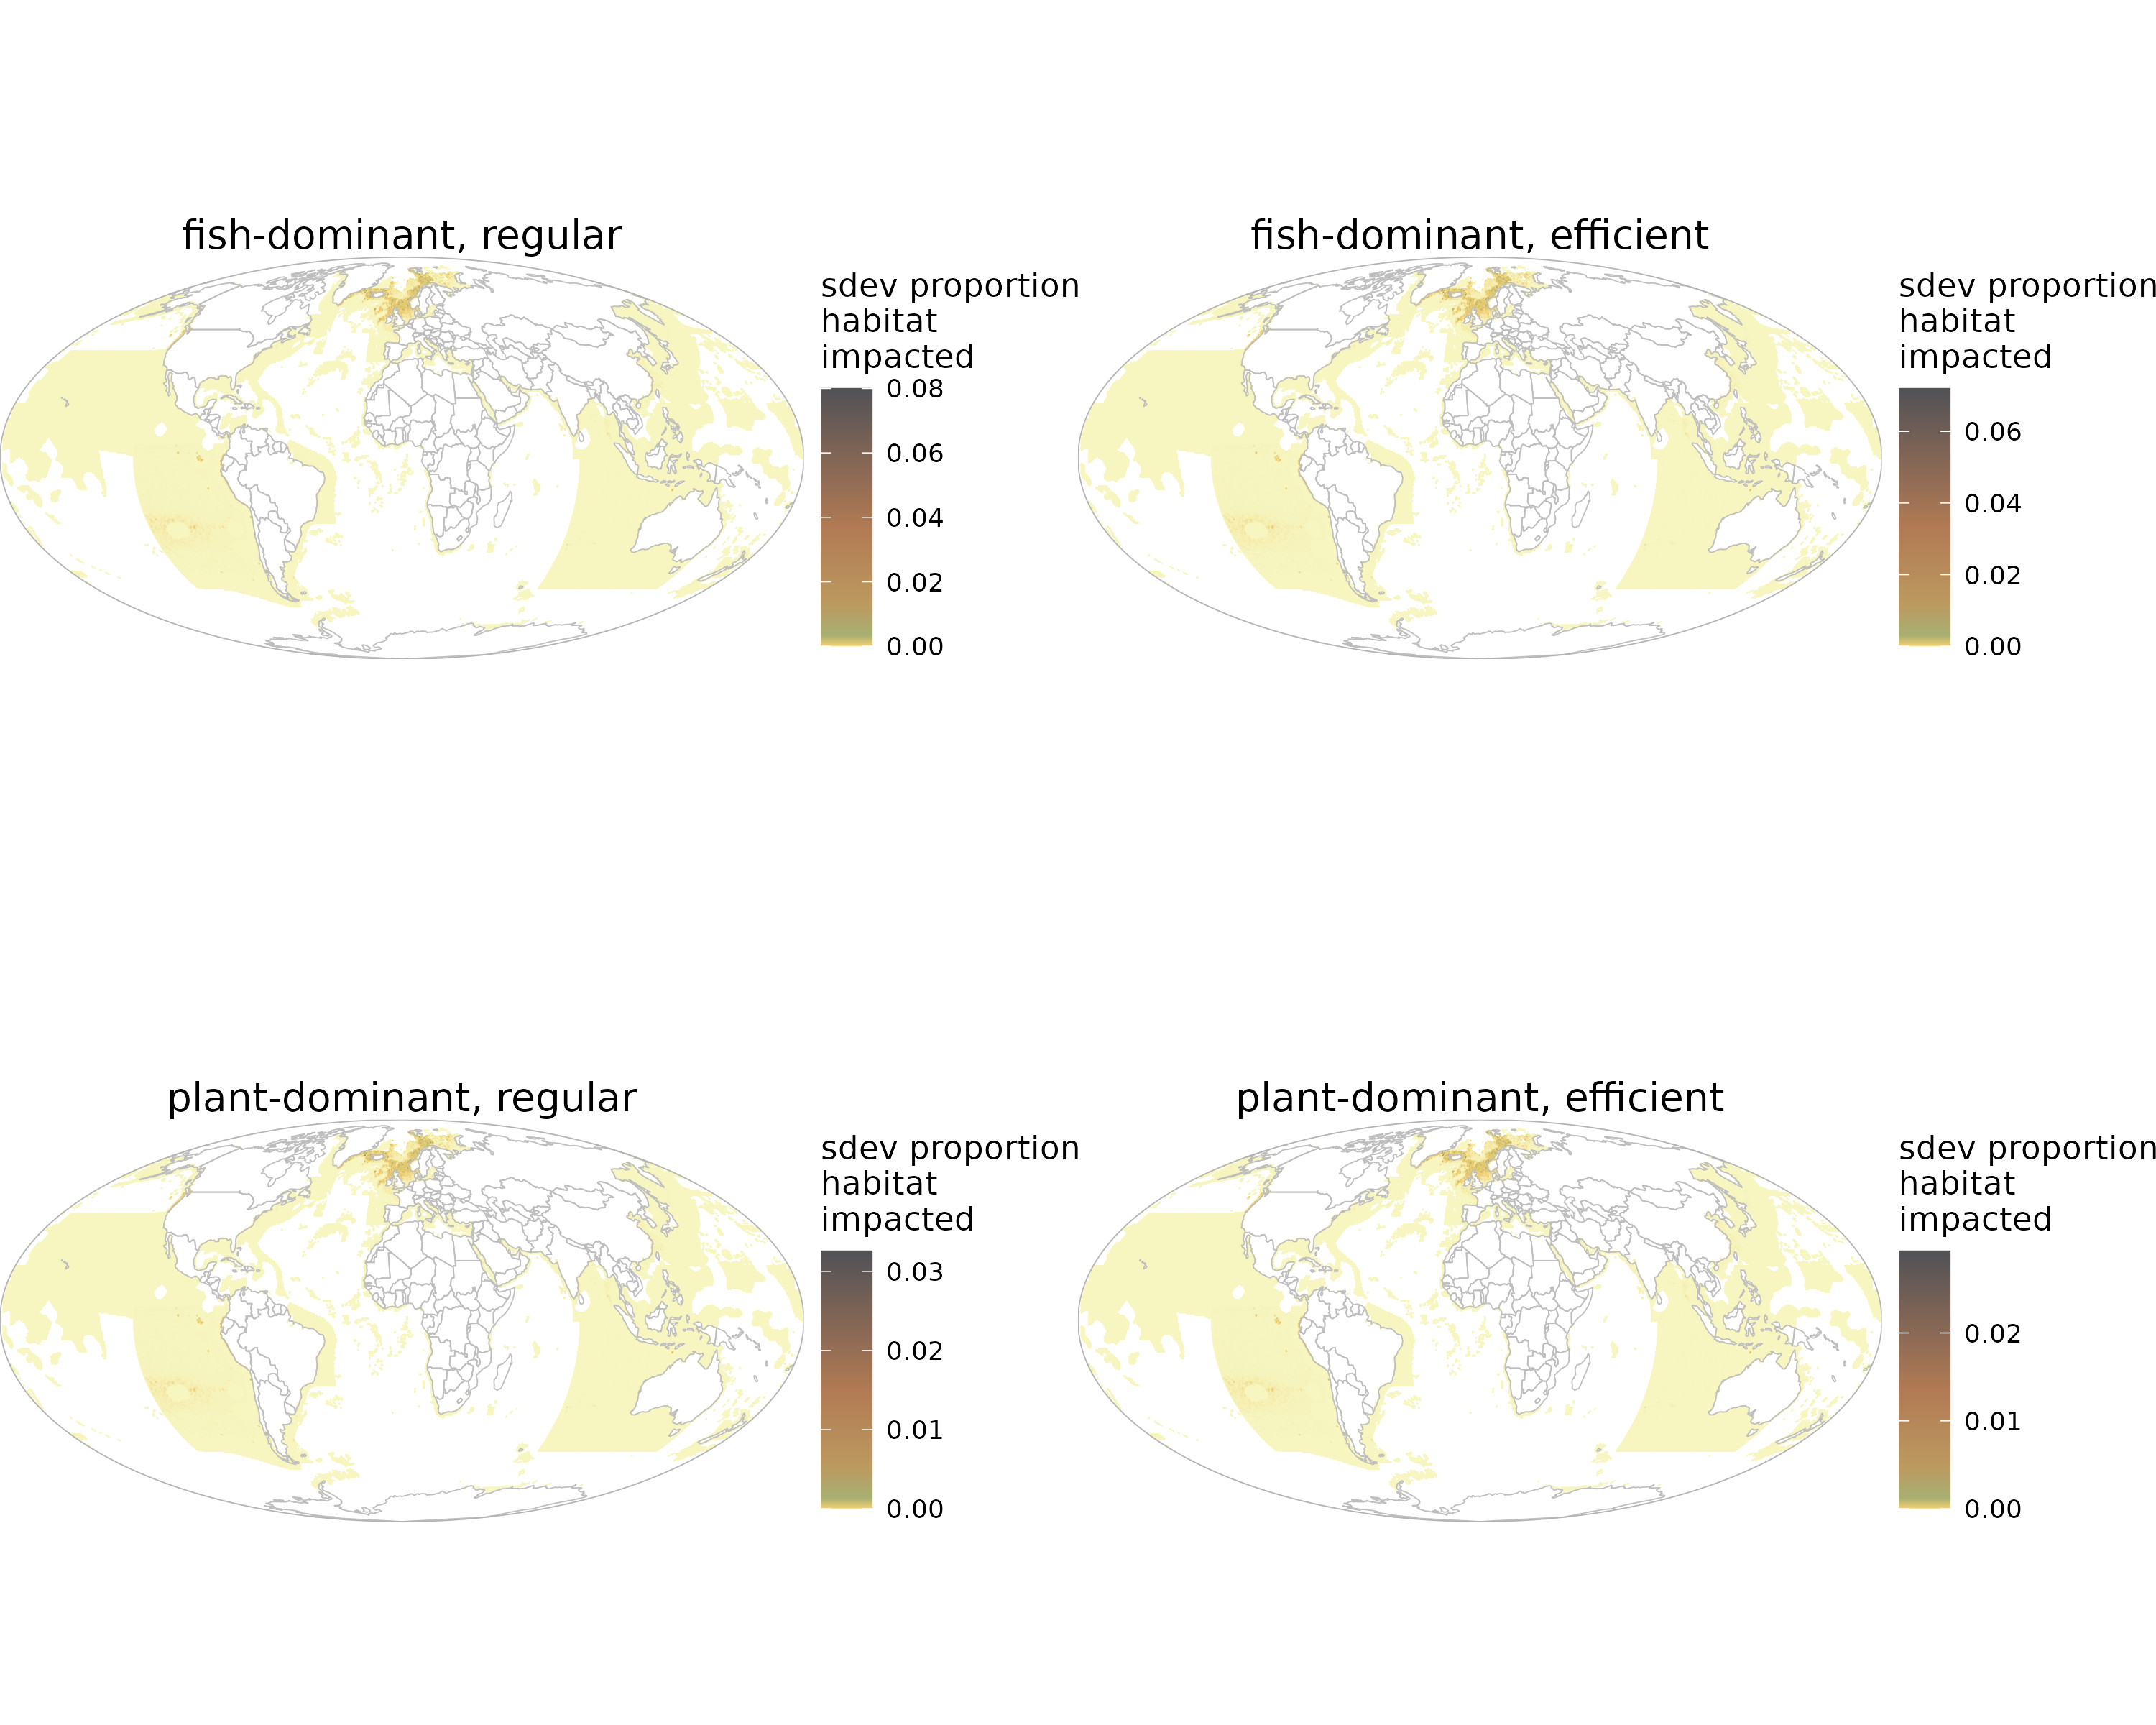 fish-dominant, regular
sdev proportion
habitat
impacted
0.08
0.06
0.04
0.02
0.00
fish-dominant, efficient
sdev proportion
habitat
impacted
0.06
0.04
0.02
0.00
plant-dominant, regular
sdev proportion
habitat
impacted
0.03
0.02
0.01
0.00
plant-dominant, efficient
sdev proportion
habitat
impacted
0.02
0.01
0.00